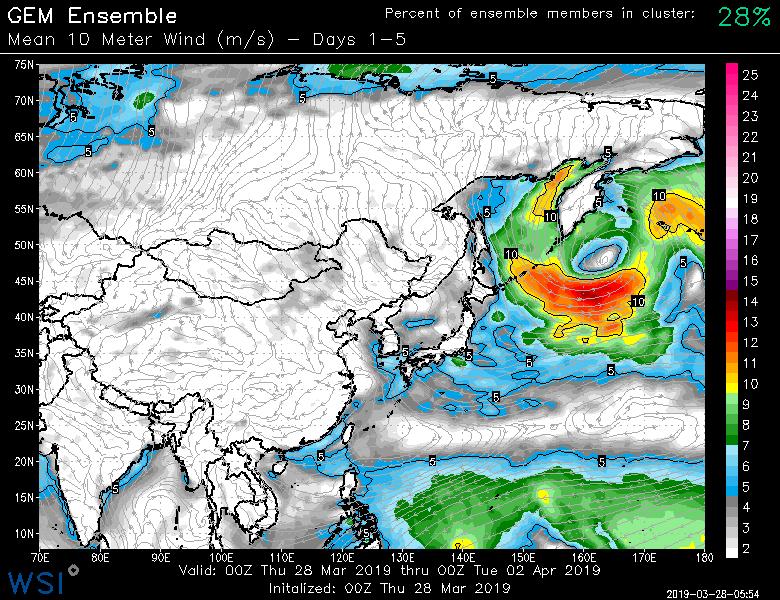 GEM Ensemble
Percent of ensemble members in cluster: 28%
Mean 10 Meter Wind (m/s) – Days 1–5
75N
70N
65N
60N
55N
50N
45N
40N
35N
30N
25N
20N
15N
10N
70E 80E 90E 100E 110E 120E 130E 140E 150E 160E 170E 180
5
5
5
5
5
5
5
5
5
10
10
10
10
5
5
5
5
5
5
5
5
5
5
5
25
24
23
22
21
20
19
18
17
16
15
14
13
12
11
10
9
8
7
6
5
4
3
2
Valid: 00Z Thu 28 Mar 2019 thru 00Z Tue 02 Apr 2019
Initalized: 00Z Thu 28 Mar 2019
WSI
2019-03-28-05:54